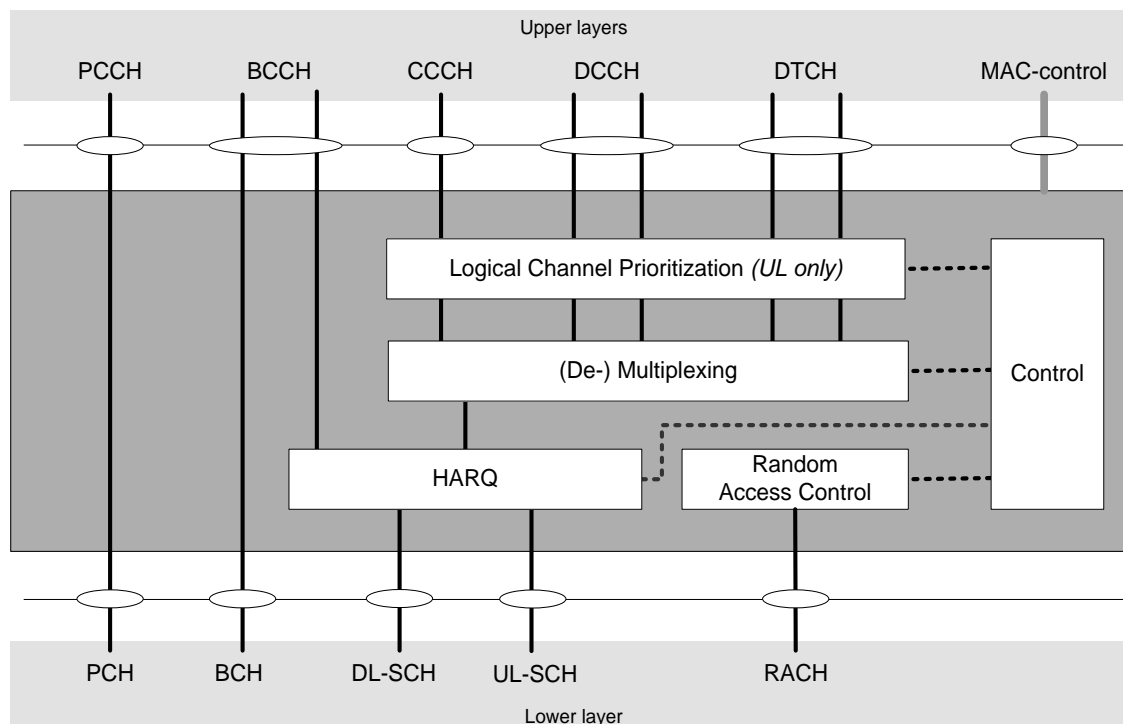 Upper layers
PCCH BCCH CCCH DCCH DTCH MAC-control
Logical Channel Prioritization (UL only)
(De-) Multiplexing
Control
HARQ
Random
Access Control
PCH BCH DL-SCH UL-SCH RACH
Lower layer